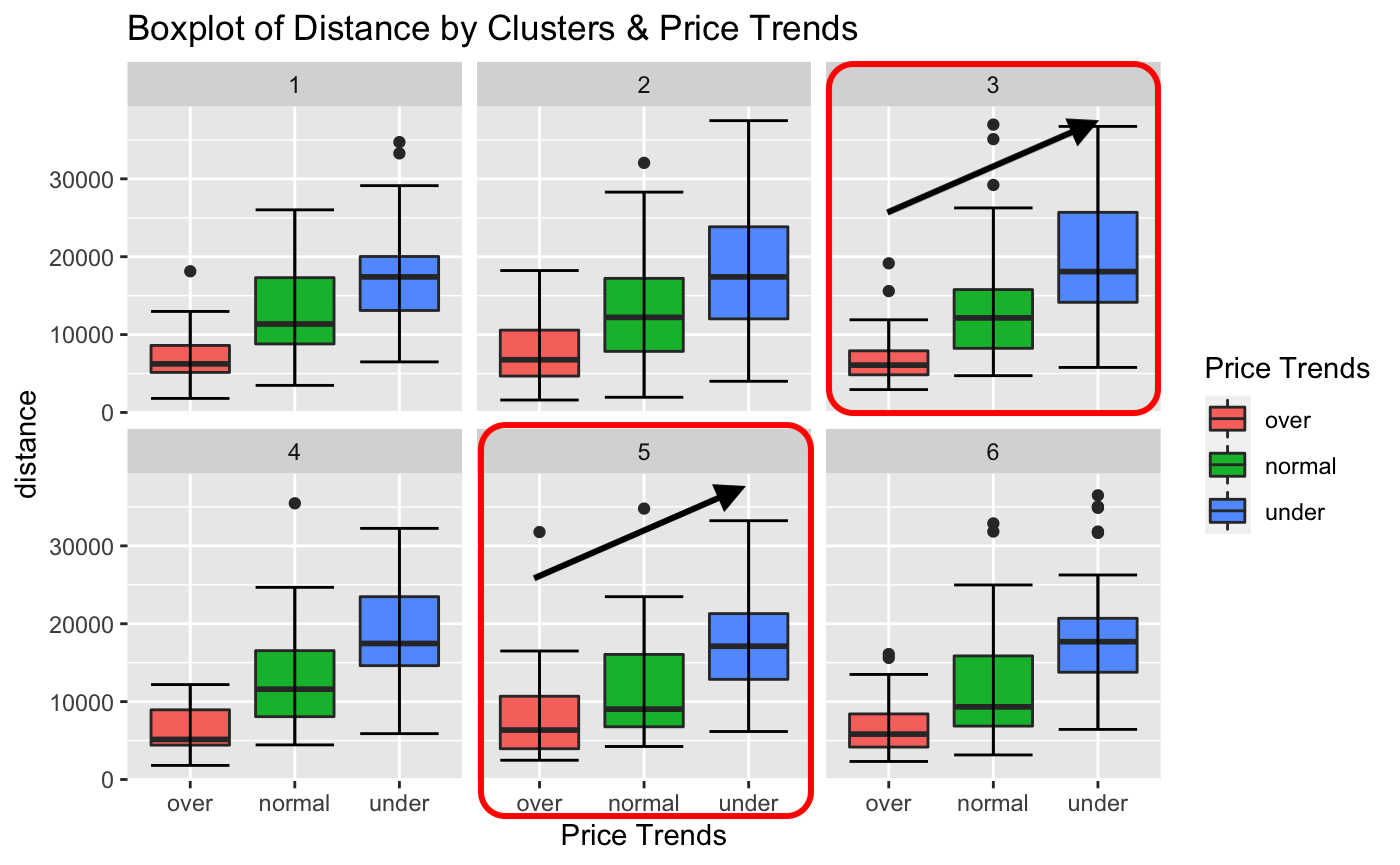 Boxplot of Distance by Clusters & Price Trends
1 2 3
30000
20000
10000
0
4 5 6
30000
20000
10000
0
distance
over normal under over normal under over normal under
Price Trends
Price Trends
over
normal
under